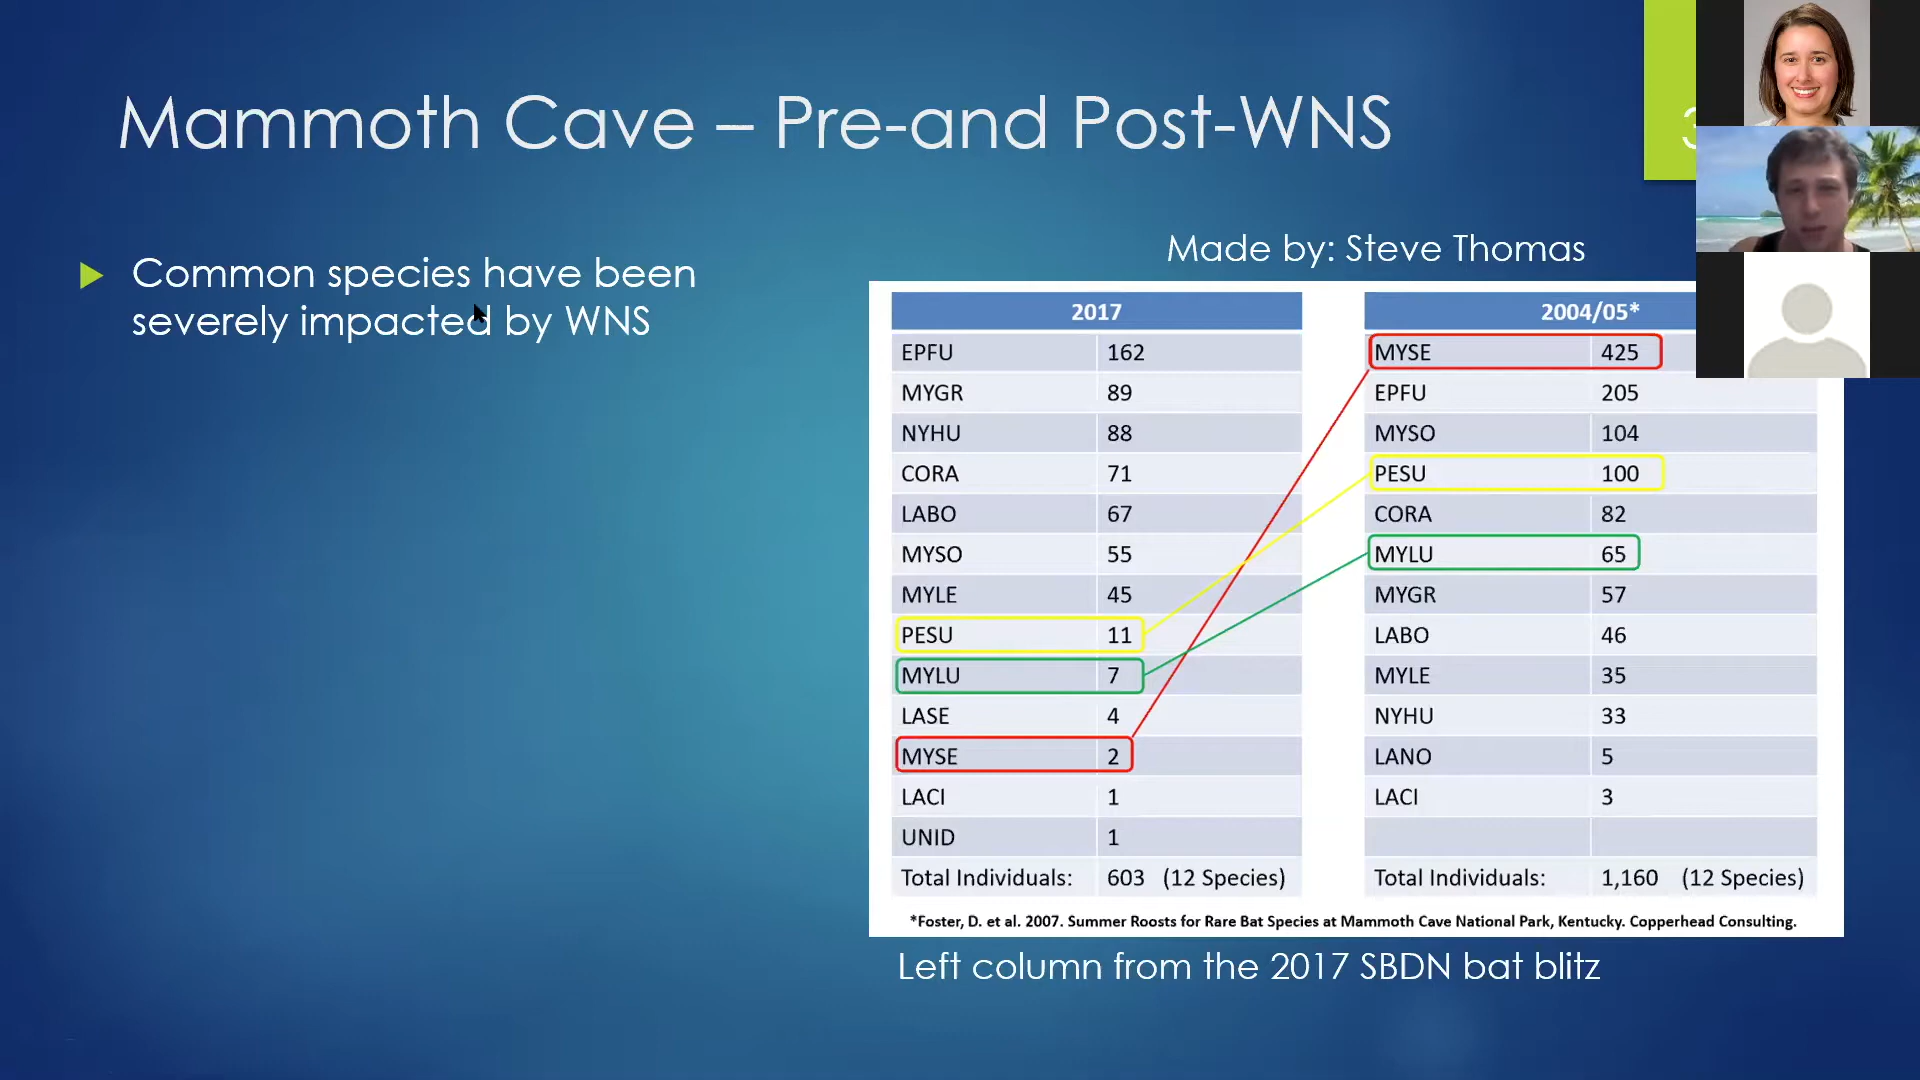 Mammoth Cave – Pre-and Post-WNS
Common species have been
severely impacted by WNS
Made by: Steve Thomas
2017
EPFU 162
MYGR 89
NYHU 88
CORA 71
LABO 67
MYSO 55
MYLE 45
PESU 11
MYLU 7
LASE 4
MYSE 2
LACI 1
UNID 1
Total Individuals: 603 (12 Species)
2004/05*
MYSE 425
EPFU 205
MYSO 104
PESU 100
CORA 82
MYLU 65
MYGR 57
LABO 46
MYLE 35
NYHU 33
LANO 5
LACI 3
Total Individuals: 1,160 (12 Species)
*Foster, D. et al. 2007. Summer Roosts for Rare Bat Species at Mammoth Cave National Park, Kentucky. Copperhead Consulting.
Left column from the 2017 SBDN bat blitz